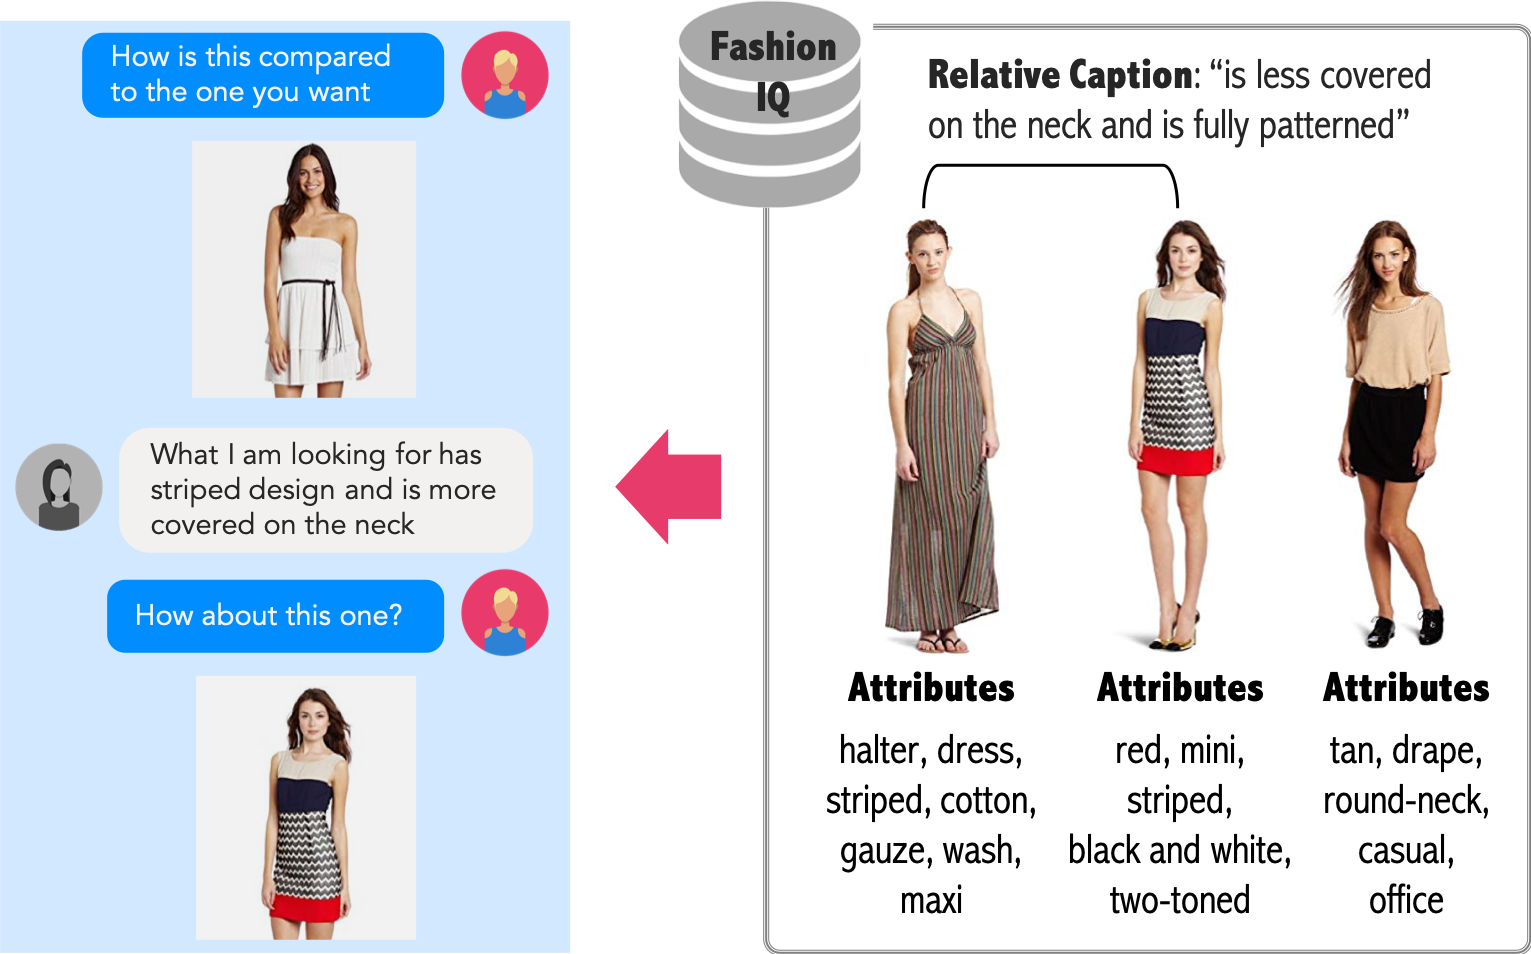 How is this compared
to the one you want
What I am looking for has
striped design and is more
covered on the neck
How about this one?
Fashion
IQ
Relative Caption: “is less covered
on the neck and is fully patterned”
Attributes
halter, dress,
striped, cotton,
gauze, wash,
maxi
Attributes
red, mini,
striped,
black and white,
two-toned
Attributes
tan, drape,
round-neck,
casual,
office